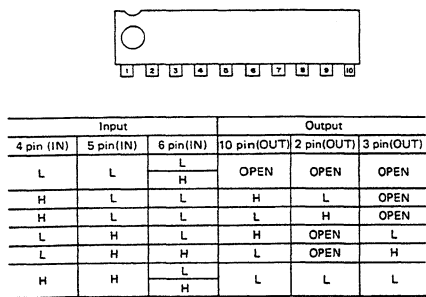 1 2 3 4 5 6 7 8 9 10
Input Output
4 pin (IN) 5 pin(IN) 6 pin(IN) 10 pin(OUT) 2 pin(OUT) 3 pin(OUT)
L L L OPEN OPEN OPEN
H
H L L H L OPEN
H L L L H OPEN
L H L H OPEN L
L H H L OPEN H
H H L L L L
H